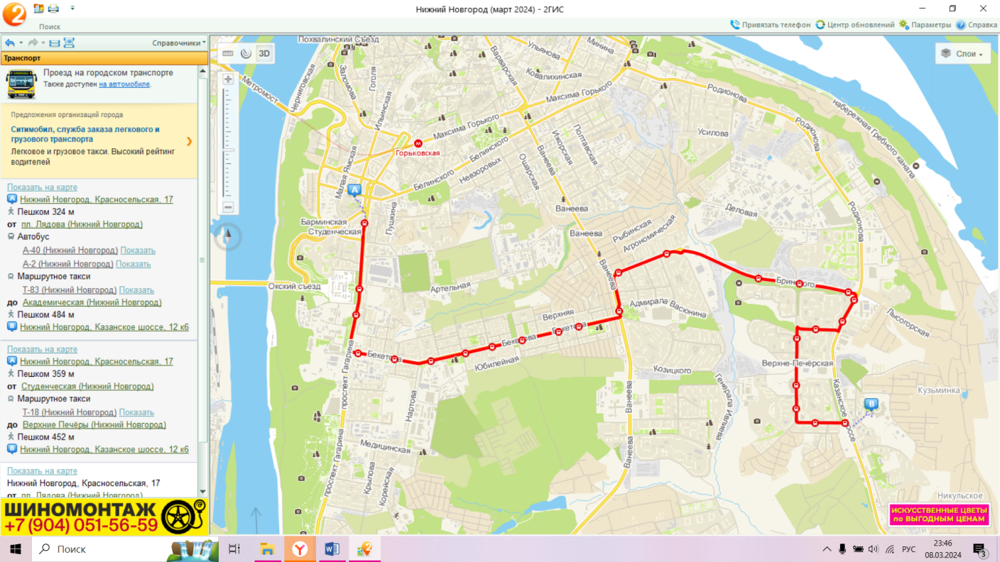 Нижний Новгород (март 2024) - 2ГИС
Поиск
Привязать телефон
Центр обновлений
Параметры
Справка
Справочники
Транспорт
Проезд на городском транспорте
Также доступен на автомобиле.
Предложения организаций города
Ситимобил, служба заказа легкового и
грузового транспорта
Легковое и грузовое такси. Высокий рейтинг
водителей
Показать на карте
A Нижний Новгород, Красносельская, 17
Пешком 324 м
от пл. Лядова (Нижний Новгород)
Автобус
А-40 (Нижний Новгород) Показать
А-2 (Нижний Новгород) Показать
Маршрутное такси
Т-83 (Нижний Новгород) Показать
до Академическая (Нижний Новгород)
Пешком 484 м
B Нижний Новгород, Казанское шоссе, 12 к6
Показать на карте
A Нижний Новгород, Красносельская, 17
Пешком 359 м
от Студенческая (Нижний Новгород)
Маршрутное такси
Т-18 (Нижний Новгород) Показать
до Верхние Печёры (Нижний Новгород)
Пешком 452 м
B Нижний Новгород, Казанское шоссе, 12 к6
Показать на карте
Нижний Новгород, Красносельская, 17
от пл. Лядова (Нижний Новгород)
ШИНОМОНТАЖ
+7 (904) 051-56-59
3D
Слои
Похвалинский Съезд
Ульянова
Минина
Варварская
Ковалихинская
Заломова
Гоголя
Черниговская
Метромост
Ильинская
Максима Горького
Родионова
набережная Гребного канала
Максима Горького
М
Горьковская
Белинского
Икорская
Полтавская
Усилова
Родионова
Малая Ямская
Белинского
Невзоровых
Ошарская
Ванеева
A
Ванеева
Деловая
Родионова
Барминская
Студенческая
Пушкина
Ванеева
Рыбинская
Агрономическая
Ванеева
Окский съезд
Артельная
Бринского
Верхняя
Адмирала Васюнина
Лысогорская
Бекетова
Бекетова
Бекетова
проспект Гагарина
Юбилейная
Козицкого
Верхне-Печёрская
Казанское шоссе
Кузьминка
Ванеева
Генерала Ивлиева
B
Нартова
Медицинская
Ванеева
проспект Гагарина
Крылова
Корейская
Никульское
ИСКУССТВЕННЫЕ ЦВЕТЫ
по ВЫГОДНЫМ ЦЕНАМ
Поиск
РУС
23:46
08.03.2024
3